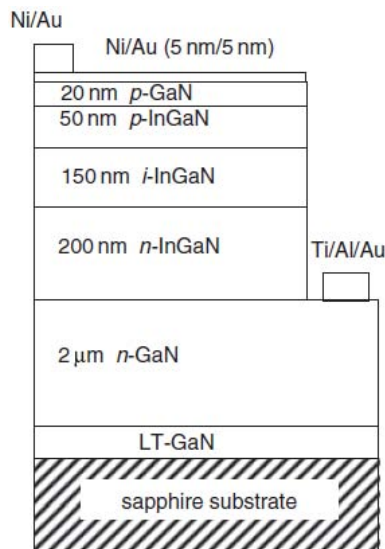 Ni/Au
Ni/Au (5 nm/5 nm)
20 nm p-GaN
50 nm p-InGaN
150 nm i-InGaN
200 nm n-InGaN
Ti/Al/Au
2 μm n-GaN
LT-GaN
sapphire substrate